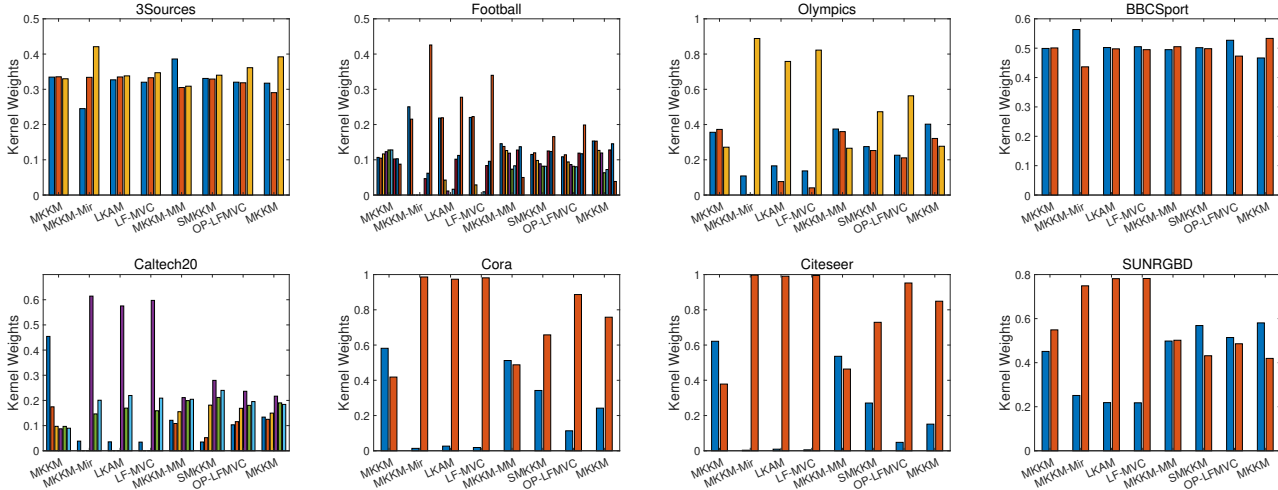 3Sources
0.5
0.4
0.3
0.2
0.1
0
Kernel Weights
MKKM
MKKM-Mir
LKAM
LF-MVC
MKKM-MM
SMKKM
OP-LFMVC
MKKM
Football
0.5
0.4
0.3
0.2
0.1
0
Kernel Weights
MKKM
MKKM-Mir
LKAM
LF-MVC
MKKM-MM
SMKKM
OP-LFMVC
MKKM
Olympics
1
0.8
0.6
0.4
0.2
0
Kernel Weights
MKKM
MKKM-Mir
LKAM
LF-MVC
MKKM-MM
SMKKM
OP-LFMVC
MKKM
BBCSport
0.6
0.5
0.4
0.3
0.2
0.1
0
Kernel Weights
MKKM
MKKM-Mir
LKAM
LF-MVC
MKKM-MM
SMKKM
OP-LFMVC
MKKM
Caltech20
0.6
0.5
0.4
0.3
0.2
0.1
0
Kernel Weights
MKKM
MKKM-Mir
LKAM
LF-MVC
MKKM-MM
SMKKM
OP-LFMVC
MKKM
Cora
1
0.8
0.6
0.4
0.2
0
Kernel Weights
MKKM
MKKM-Mir
LKAM
LF-MVC
MKKM-MM
SMKKM
OP-LFMVC
MKKM
Citeseer
1
0.8
0.6
0.4
0.2
0
Kernel Weights
MKKM
MKKM-Mir
LKAM
LF-MVC
MKKM-MM
SMKKM
OP-LFMVC
MKKM
SUNRGBD
0.8
0.6
0.4
0.2
0
Kernel Weights
MKKM
MKKM-Mir
LKAM
LF-MVC
MKKM-MM
SMKKM
OP-LFMVC
MKKM